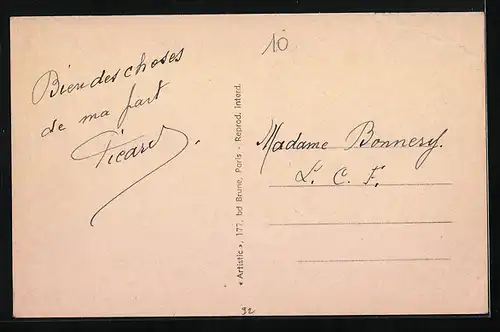 10
Bien des choses
de ma part
Picard.
« Artistic », 177, bd Brune, Paris - Reprod. Interd.
Madame Bonnery.
L. C. F.
32